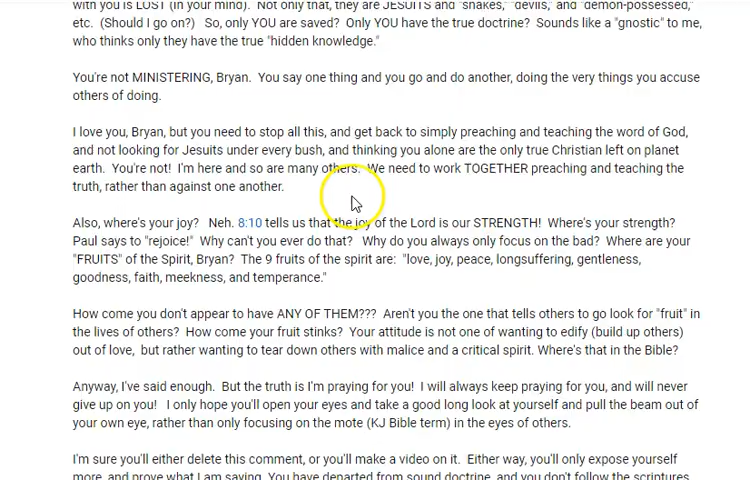 with you is LOST (in your mind). Not only that, they are JESUITS and "snakes," "devils," and "demon-possessed,"
etc. (Should I go on?)   So, only YOU are saved?  Only YOU have the true doctrine?  Sounds like a "gnostic" to me,
who thinks only they have the true "hidden knowledge."
You're not MINISTERING, Bryan.  You say one thing and you go and do another, doing the very things you accuse
others of doing.
I love you, Bryan, but you need to stop all this, and get back to simply preaching and teaching the word of God,
and not looking for Jesuits under every bush, and thinking you alone are the only true Christian left on planet
earth.  You're not!  I'm here and so are many others.  We need to work TOGETHER preaching and teaching the
truth, rather than against one another.
Also, where's your joy?  Neh. 8:10 tells us that the joy of the Lord is our STRENGTH!  Where's your strength?
Paul says to "rejoice!"  Why can't you ever do that?  Why do you always only focus on the bad?  Where are your
"FRUITS" of the Spirit, Bryan?  The 9 fruits of the spirit are:  "love, joy, peace, longsuffering, gentleness,
goodness, faith, meekness, and temperance."
How come you don't appear to have ANY OF THEM???  Aren't you the one that tells others to go look for "fruit" in
the lives of others?  How come your fruit stinks?  Your attitude is not one of wanting to edify (build up others)
out of love,  but rather wanting to tear down others with malice and a critical spirit. Where's that in the Bible?
Anyway, I've said enough.  But the truth is I'm praying for you!  I will always keep praying for you, and will never
give up on you!   I only hope you'll open your eyes and take a good long look at yourself and pull the beam out of
your own eye, rather than only focusing on the mote (KJ Bible term) in the eyes of others.
I'm sure you'll either delete this comment, or you'll make a video on it.  Either way, you'll only expose yourself
more, and prove what I am saying. You have departed from sound doctrine, and you don't follow the scriptures